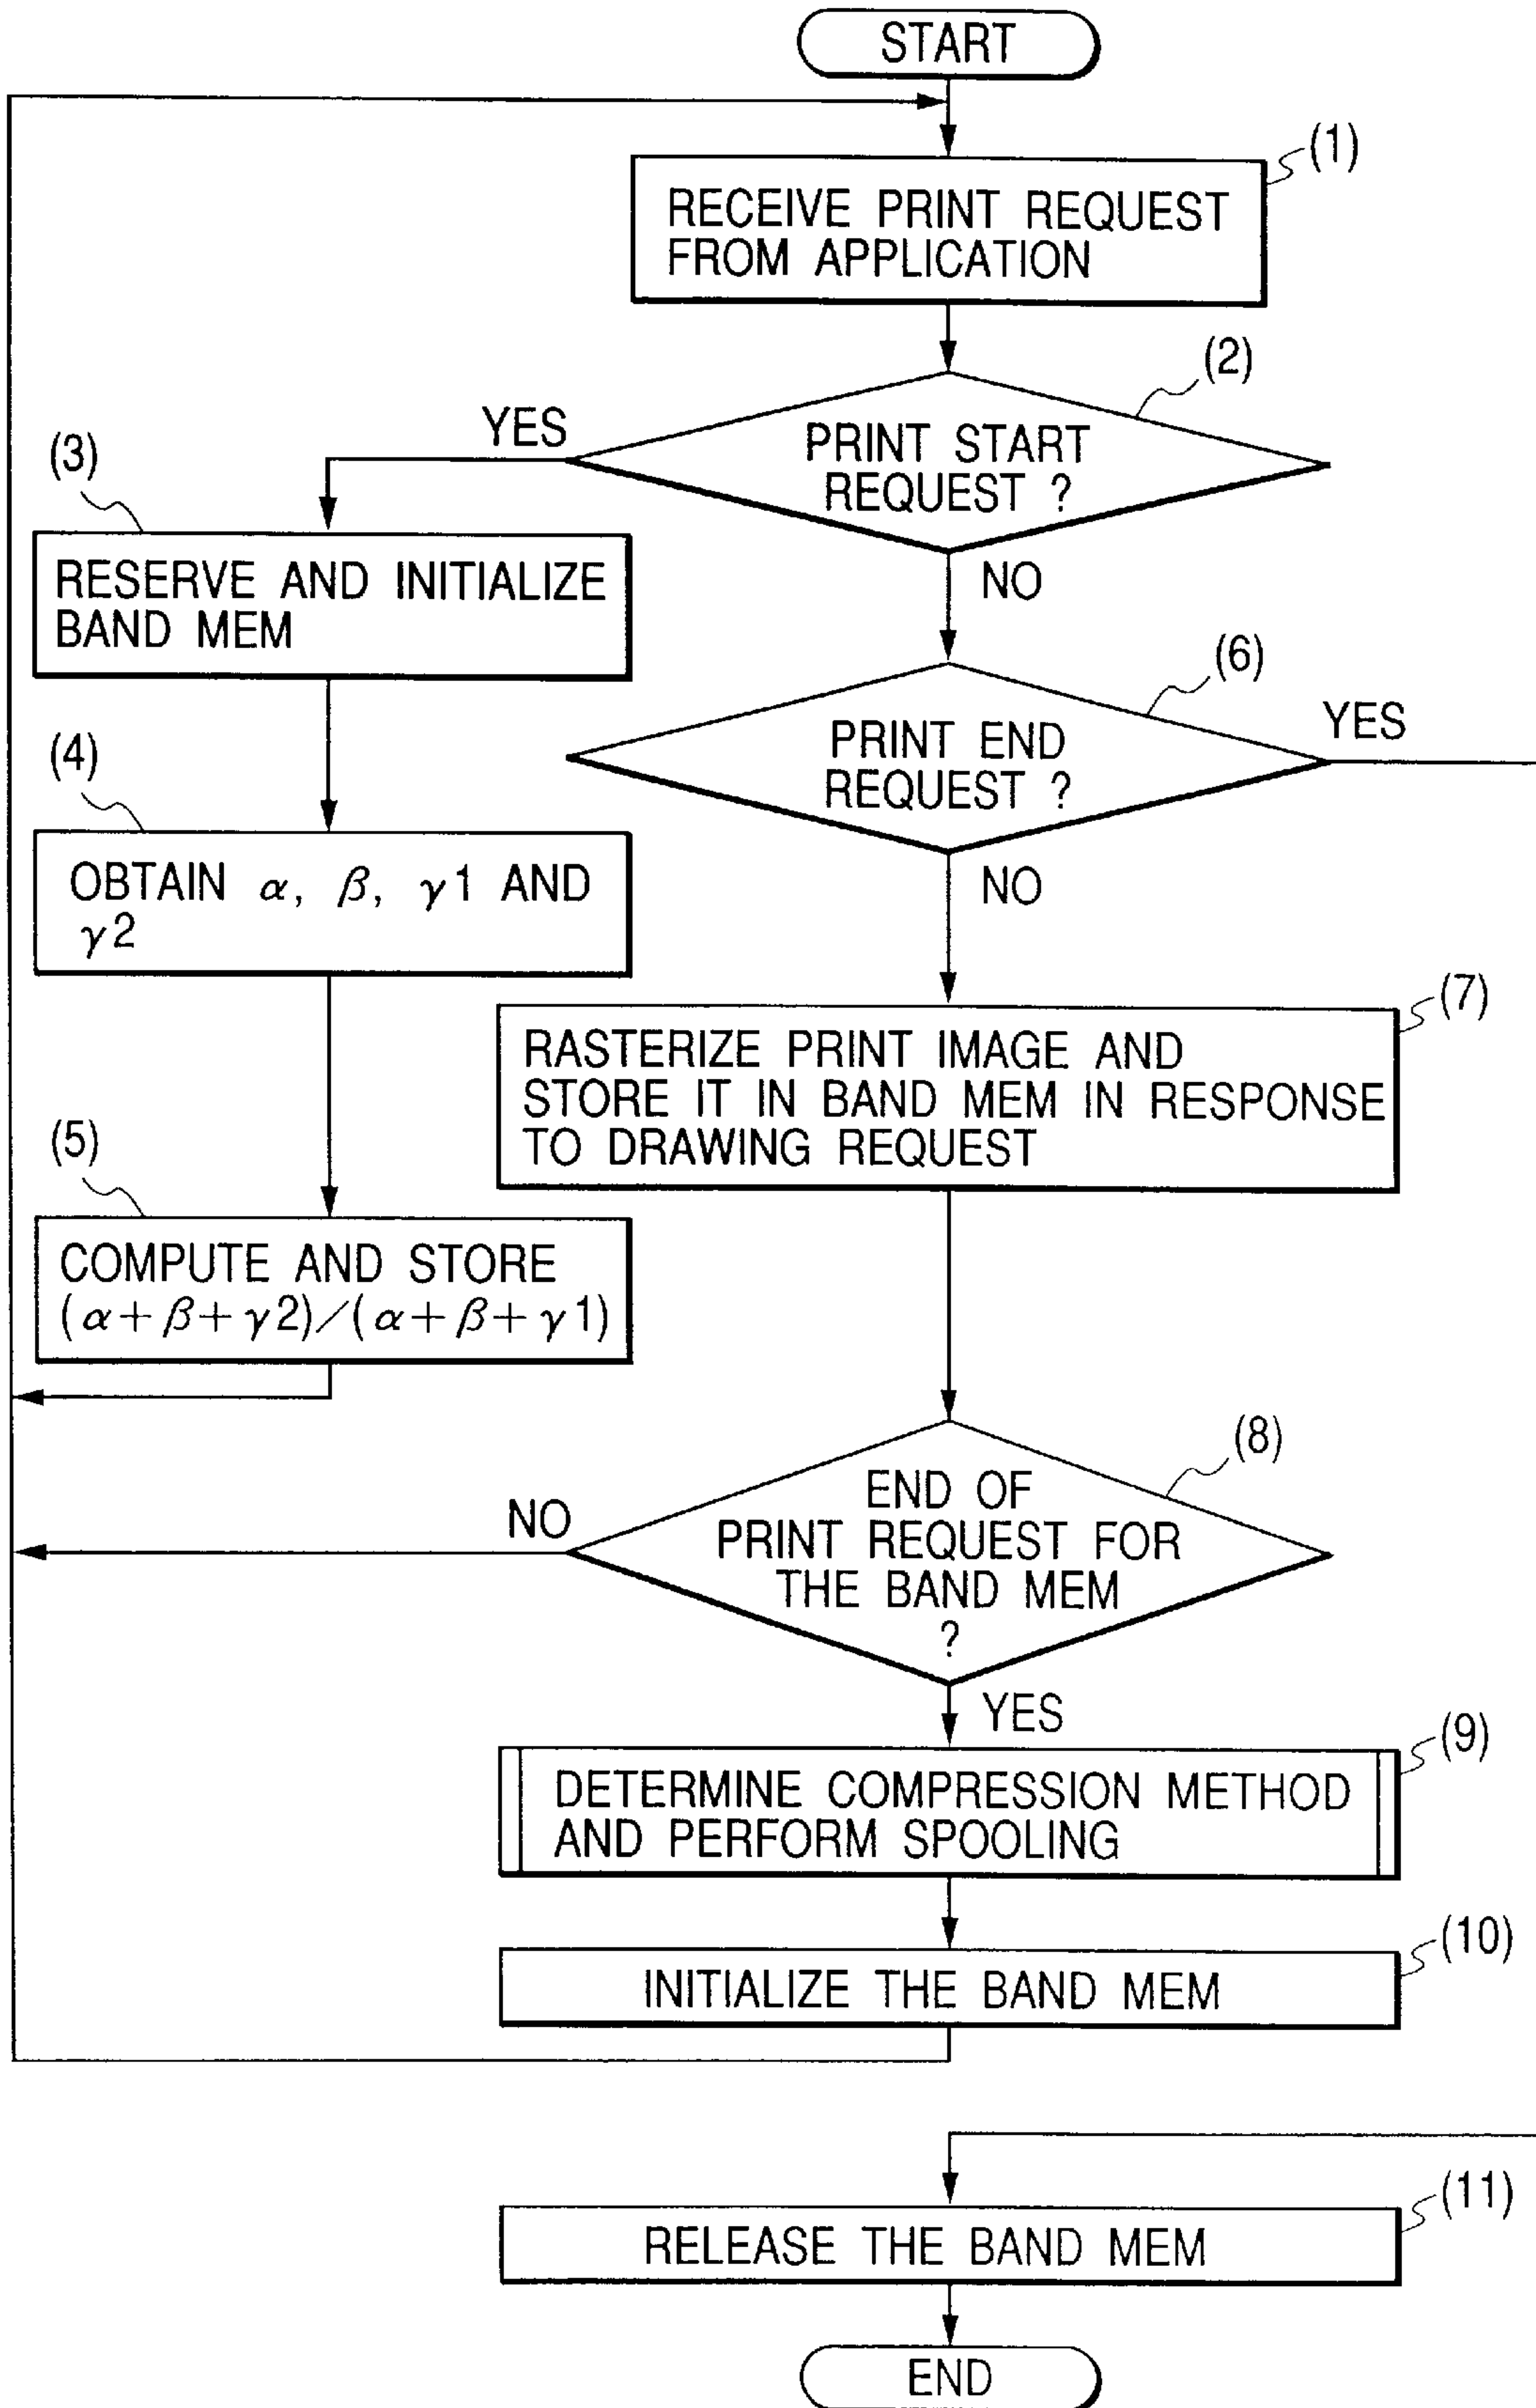 START
(1)
RECEIVE PRINT REQUEST
FROM APPLICATION
(2)
YES
PRINT START
REQUEST ?
NO
(3)
RESERVE AND INITIALIZE
BAND MEM
(4)
OBTAIN α, β, γ1 AND
γ2
(5)
COMPUTE AND STORE
(α+β+γ2)/(α+β+γ1)
(6)
YES
PRINT END
REQUEST ?
NO
(7)
RASTERIZE PRINT IMAGE AND
STORE IT IN BAND MEM IN RESPONSE
TO DRAWING REQUEST
(8)
NO
END OF
PRINT REQUEST FOR
THE BAND MEM
?
YES
(9)
DETERMINE COMPRESSION METHOD
AND PERFORM SPOOLING
(10)
INITIALIZE THE BAND MEM
(11)
RELEASE THE BAND MEM
END